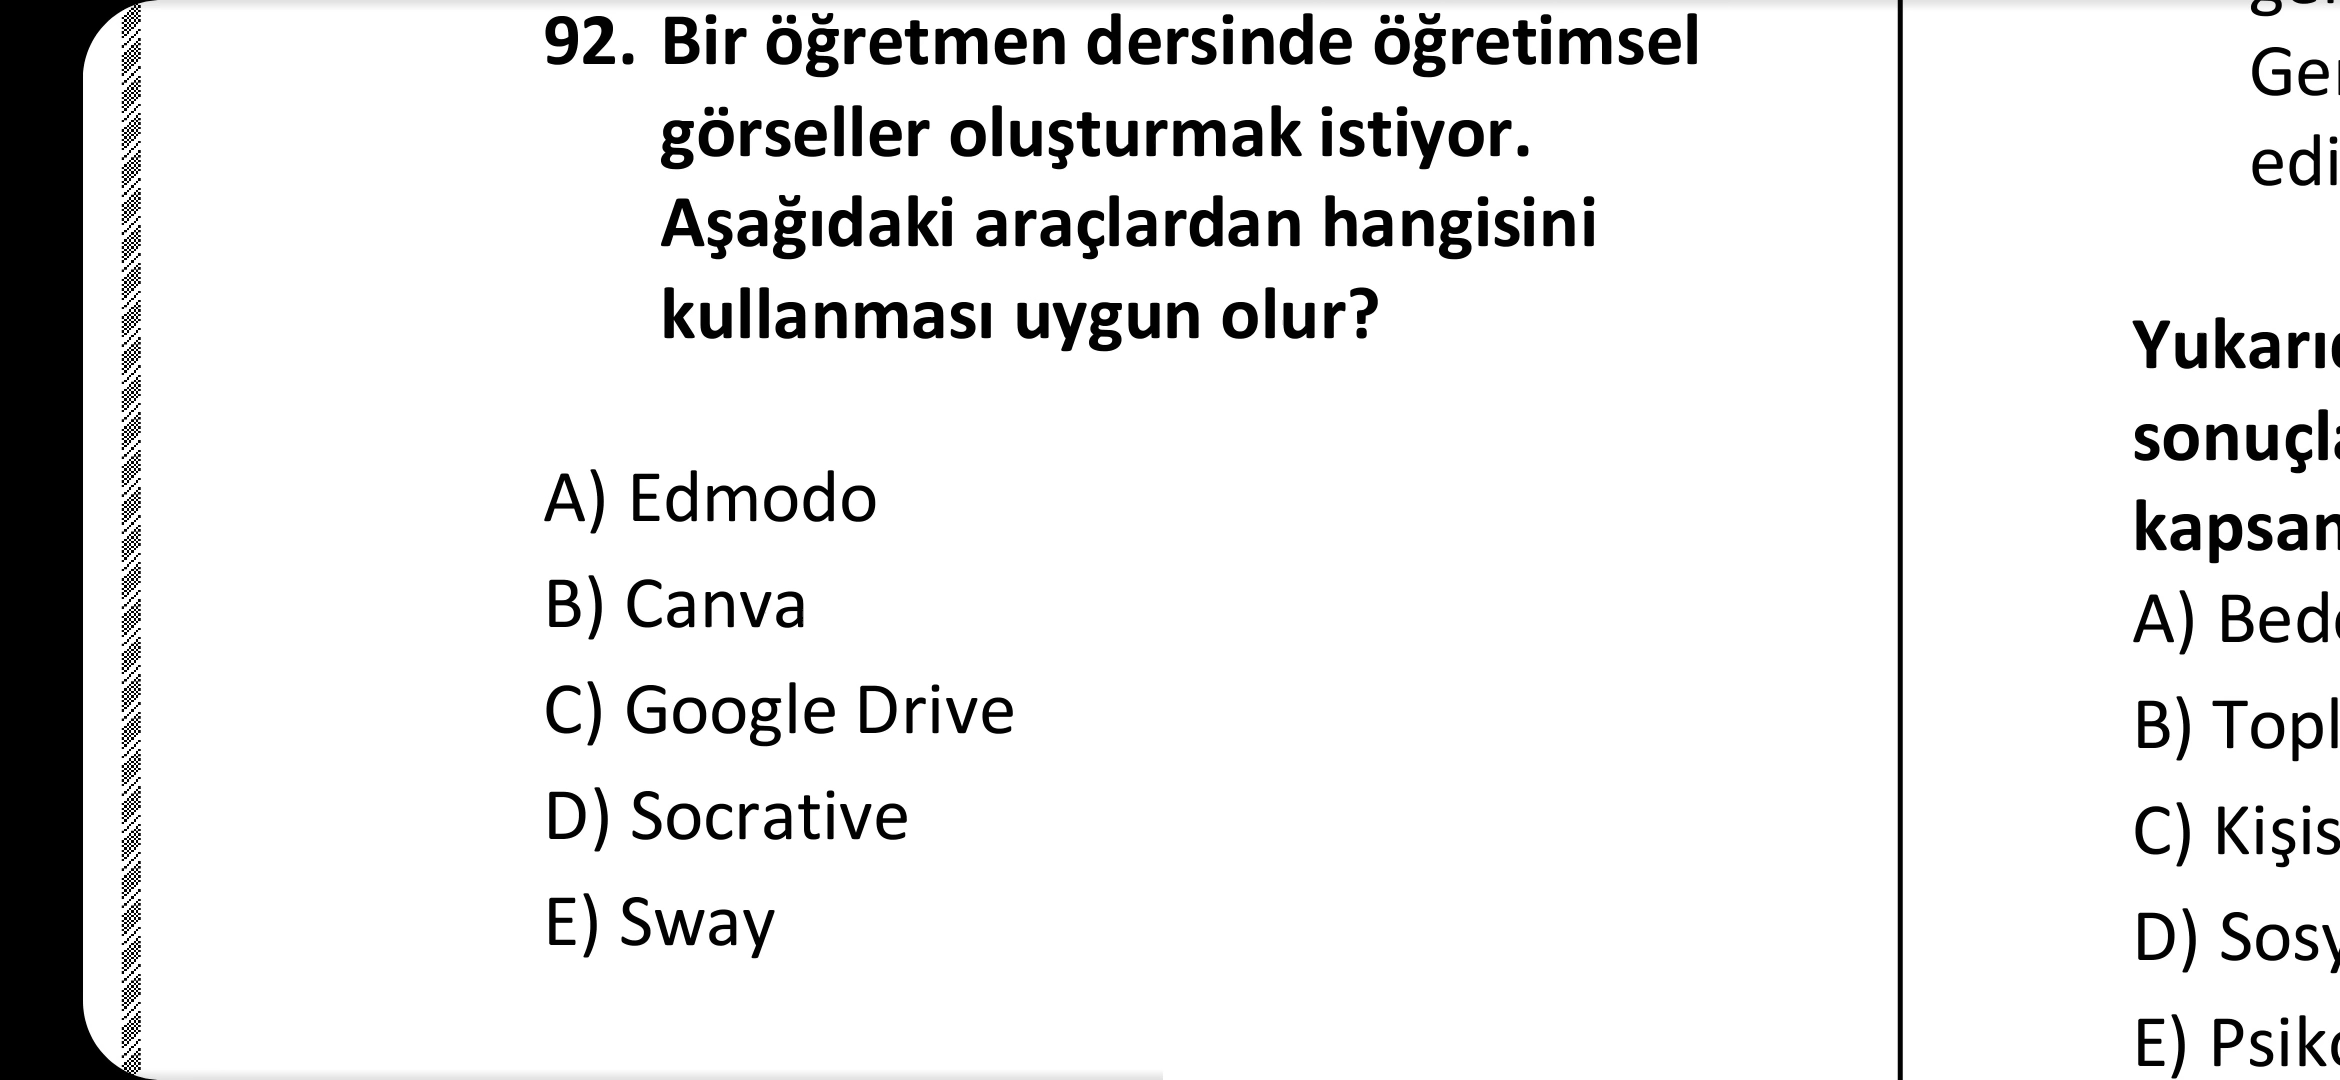 92. Bir öğretmen dersinde öğretimsel
görseller oluşturmak istiyor.
Aşağıdaki araçlardan hangisini
kullanması uygun olur?
A) Edmodo
B) Canva
C) Google Drive
D) Socrative
E) Sway
A)
B)
C)
D)
E)